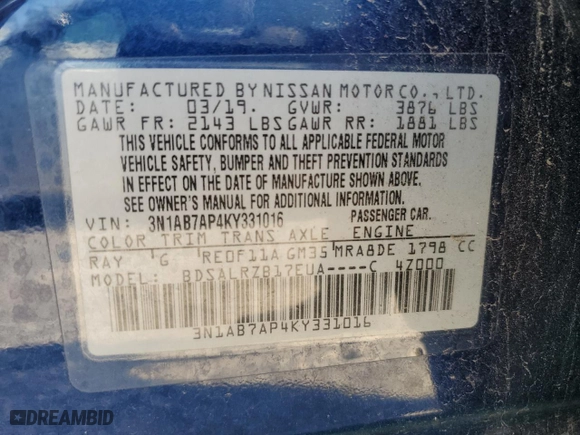 MANUFACTURED BY NISSAN MOTOR CO., LTD.
DATE: 03/19. GVWR: 3876 LBS
GAWR FR: 2143 LBS GAWR RR: 1881 LBS
THIS VEHICLE CONFORMS TO ALL APPLICABLE FEDERAL MOTOR
VEHICLE SAFETY, BUMPER AND THEFT PREVENTION STANDARDS
IN EFFECT ON THE DATE OF MANUFACTURE SHOWN ABOVE.
SEE OWNER'S MANUAL FOR ADDITIONAL INFORMATION.
VIN: 3N1AB7AP4KY331016 PASSENGER CAR.
COLOR TRIM TRANS AXLE ENGINE
RAY G RE0F11A GM35 MRA8DE 1798 CC
MODEL: BDSALRZB17EUA----C 4Z000
3N1AB7AP4KY331016
DREAMBID